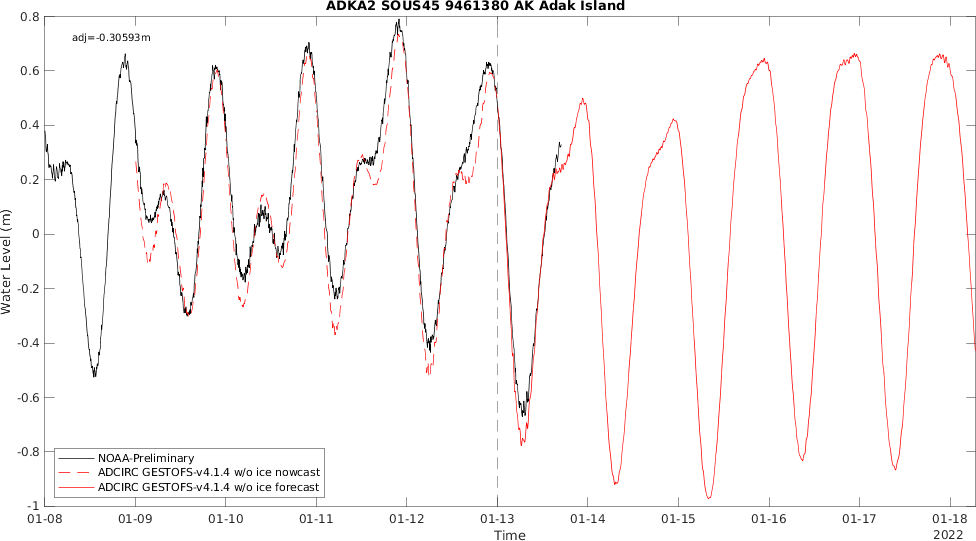 ADKA2 SOUS45 9461380 AK Adak Island
adj=-0.30593m
0.8
0.6
0.4
0.2
0
-0.2
-0.4
-0.6
-0.8
-1
Water Level (m)
NOAA-Preliminary
ADCIRC GESTOFS-v4.1.4 w/o ice nowcast
ADCIRC GESTOFS-v4.1.4 w/o ice forecast
01-08 01-09 01-10 01-11 01-12 01-13 01-14 01-15 01-16 01-17 01-18
Time
2022